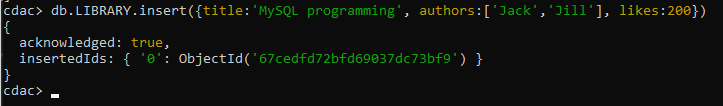 cdac> db.LIBRARY.insert({title:'MySQL programming', authors:['Jack','Jill'], likes:200})
{
  acknowledged: true,
  insertedIds: { '0': ObjectId('67cedfd72bfd69037dc73bf9') }
}
cdac> _